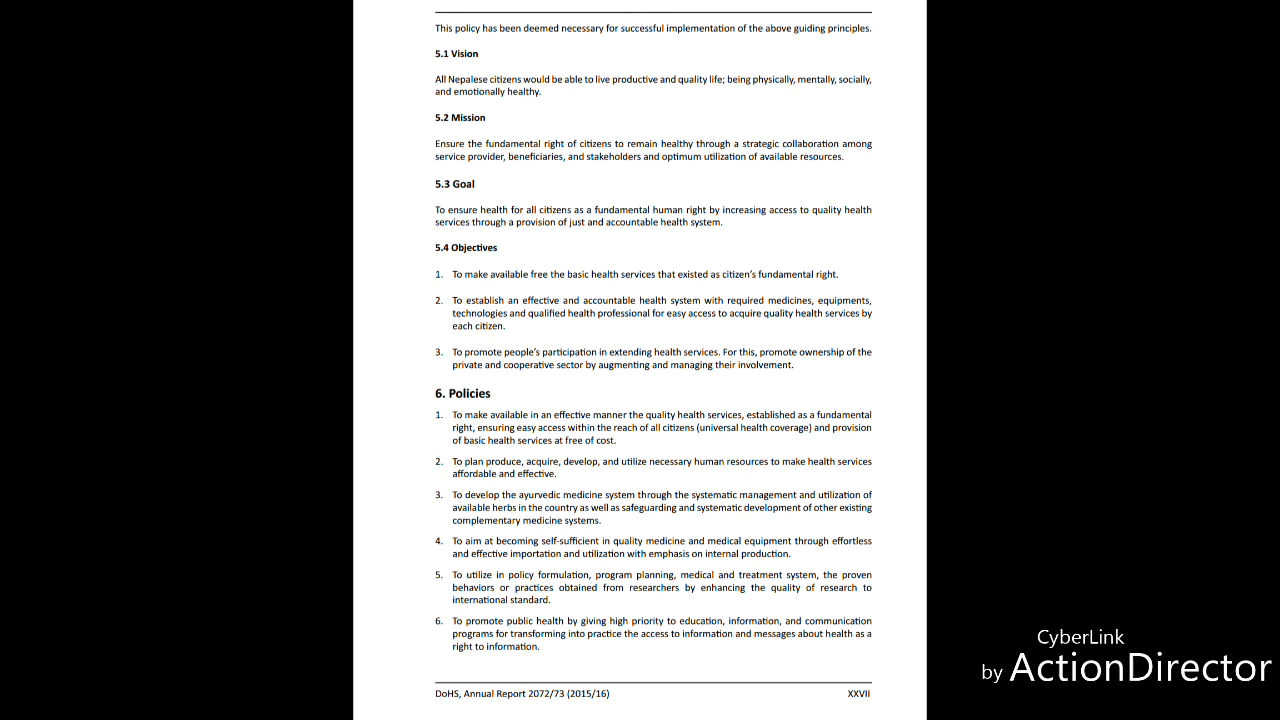 This policy has been deemed necessary for successful implementation of the above guiding principles.
5.1 Vision
All Nepalese citizens would be able to live productive and quality life; being physically, mentally, socially,
and emotionally healthy.
5.2 Mission
Ensure the fundamental right of citizens to remain healthy through a strategic collaboration among
service provider, beneficiaries, and stakeholders and optimum utilization of available resources.
5.3 Goal
To ensure health for all citizens as a fundamental human right by increasing access to quality health
services through a provision of just and accountable health system.
5.4 Objectives
1. To make available free the basic health services that existed as citizen's fundamental right.
2. To establish an effective and accountable health system with required medicines, equipments,
technologies and qualified health professional for easy access to acquire quality health services by
each citizen.
3. To promote people's participation in extending health services. For this, promote ownership of the
private and cooperative sector by augmenting and managing their involvement.
6. Policies
1. To make available in an effective manner the quality health services, established as a fundamental
right, ensuring easy access within the reach of all citizens (universal health coverage) and provision
of basic health services at free of cost.
2. To plan produce, acquire, develop, and utilize necessary human resources to make health services
affordable and effective.
3. To develop the ayurvedic medicine system through the systematic management and utilization of
available herbs in the country as well as safeguarding and systematic development of other existing
complementary medicine systems.
4. To aim at becoming self-sufficient in quality medicine and medical equipment through effortless
and effective importation and utilization with emphasis on internal production.
5. To utilize in policy formulation, program planning, medical and treatment system, the proven
behaviors or practices obtained from researchers by enhancing the quality of research to
international standard.
6. To promote public health by giving high priority to education, information, and communication
programs for transforming into practice the access to information and messages about health as a
right to information.
DoHS, Annual Report 2072/73 (2015/16) XXVII
CyberLink
by ActionDirector